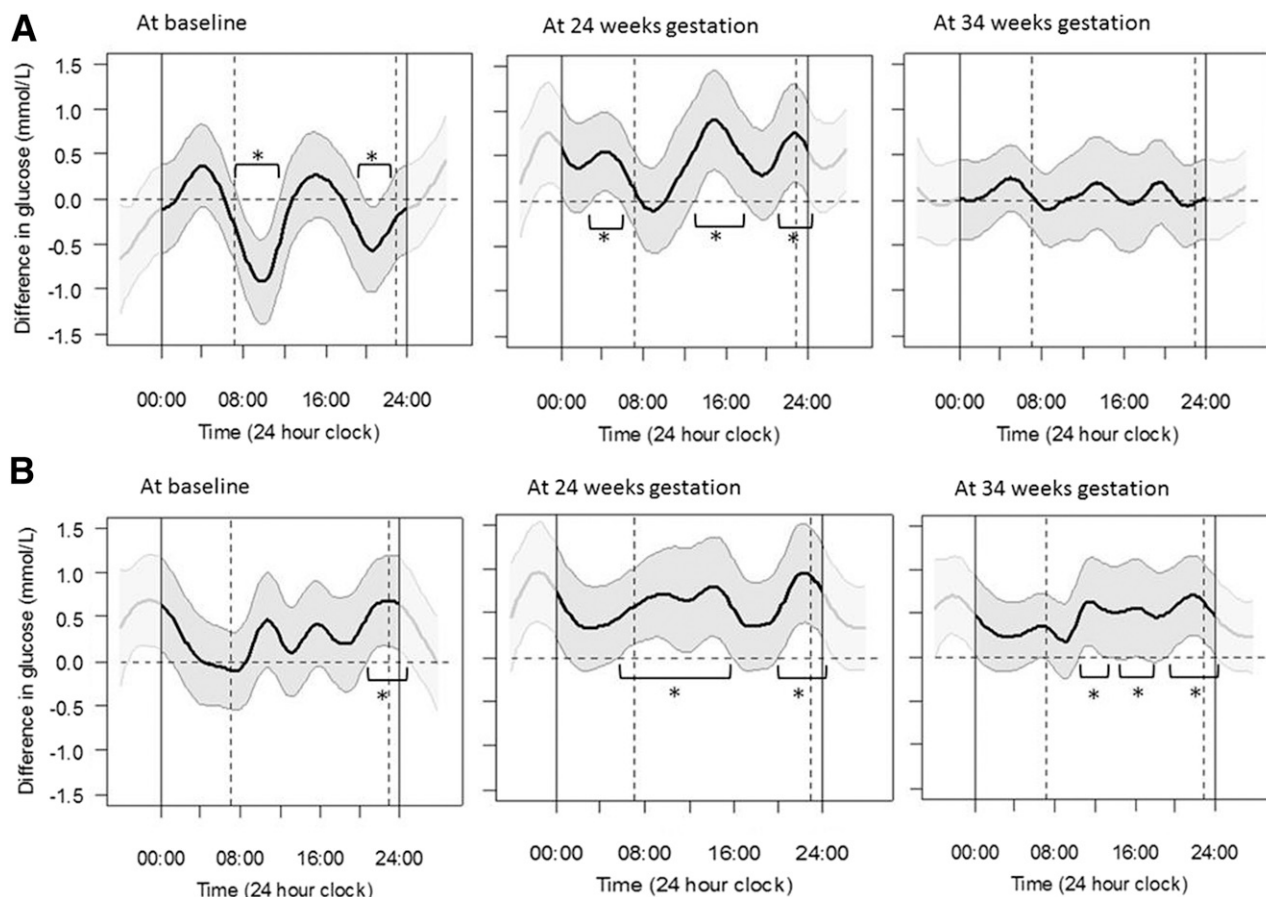 A
At baseline
At 24 weeks gestation
At 34 weeks gestation
Difference in glucose (mmol/L)
1.5
1.0
0.5
0.0
-0.5
-1.0
-1.5
* *
* * *
00:00 08:00 16:00 24:00
00:00 08:00 16:00 24:00
00:00 08:00 16:00 24:00
Time (24 hour clock)
Time (24 hour clock)
Time (24 hour clock)
B
At baseline
At 24 weeks gestation
At 34 weeks gestation
Difference in glucose (mmol/L)
1.5
1.0
0.5
0.0
-0.5
-1.0
-1.5
*
* *
* * *
00:00 08:00 16:00 24:00
00:00 08:00 16:00 24:00
00:00 08:00 16:00 24:00
Time (24 hour clock)
Time (24 hour clock)
Time (24 hour clock)